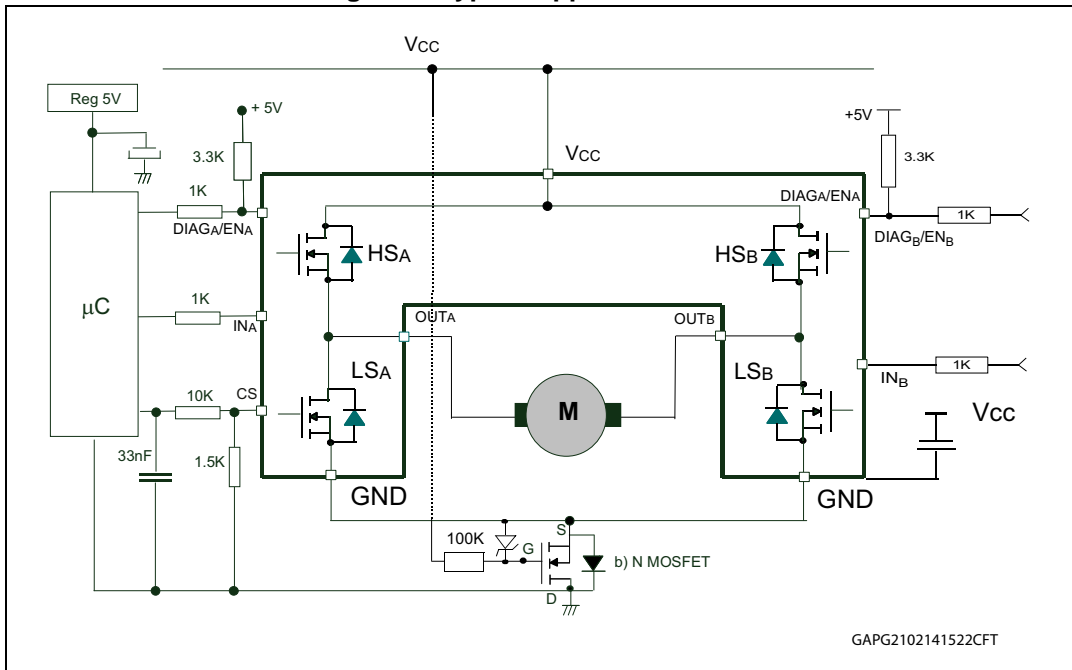 VCC
Reg 5V
+ 5V
+5V
3.3K
VCC
3.3K
1K
DIAGA/ENA
DIAGA/ENA
1K
DIAGB/ENB
HSA
HSB
µC
1K
INA
OUTA
OUTB
1K
INB
LSA
LSB
CS
10K
M
VCC
33nF
1.5K
GND
GND
100K
S
G
b) N MOSFET
D
GAPG2102141522CFT